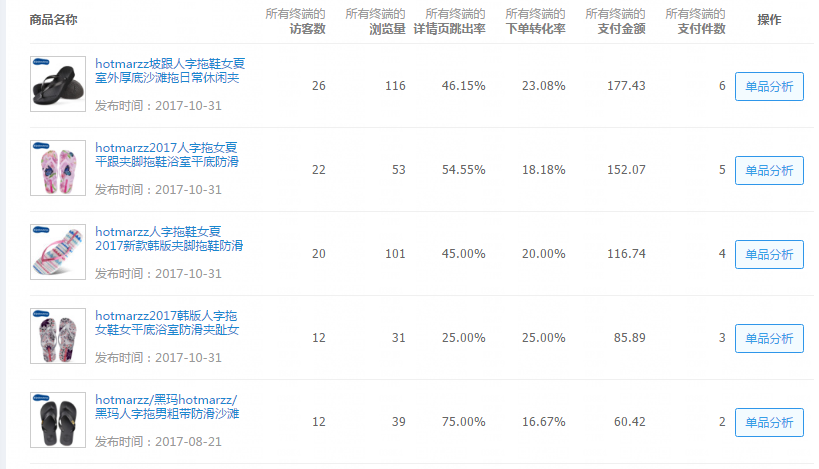 商品名称
所有终端的 访客数
所有终端的 浏览量
所有终端的 详情页跳出率
所有终端的 下单转化率
所有终端的 支付金额
所有终端的 支付件数
操作
hotmarzz坡跟人字拖鞋女夏
室外厚底沙滩拖日常休闲夹
发布时间：2017-10-31
26 116 46.15% 23.08% 177.43 6 单品分析
hotmarzz2017人字拖女夏
平跟夹脚拖鞋浴室平底防滑
发布时间：2017-10-31
22 53 54.55% 18.18% 152.07 5 单品分析
hotmarzz人字拖鞋女夏
2017新款韩版夹脚拖鞋防滑
发布时间：2017-10-31
20 101 45.00% 20.00% 116.74 4 单品分析
hotmarzz2017韩版人字拖
女鞋女平底浴室防滑夹趾女
发布时间：2017-10-31
12 31 25.00% 25.00% 85.89 3 单品分析
hotmarzz/黑玛hotmarzz/
黑玛人字拖男粗带防滑沙滩
发布时间：2017-08-21
12 39 75.00% 16.67% 60.42 2 单品分析